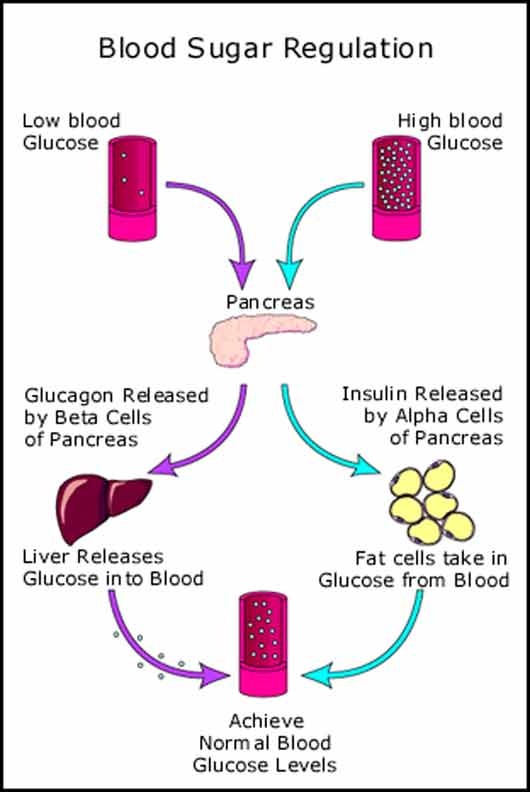 Blood Sugar Regulation
Low blood
Glucose
High blood
Glucose
Pancreas
Glucagon Released
by Beta Cells
of Pancreas
Insulin Released
by Alpha Cells
of Pancreas
Liver Releases
Glucose into Blood
Fat cells take in
Glucose from Blood
Achieve
Normal Blood
Glucose Levels